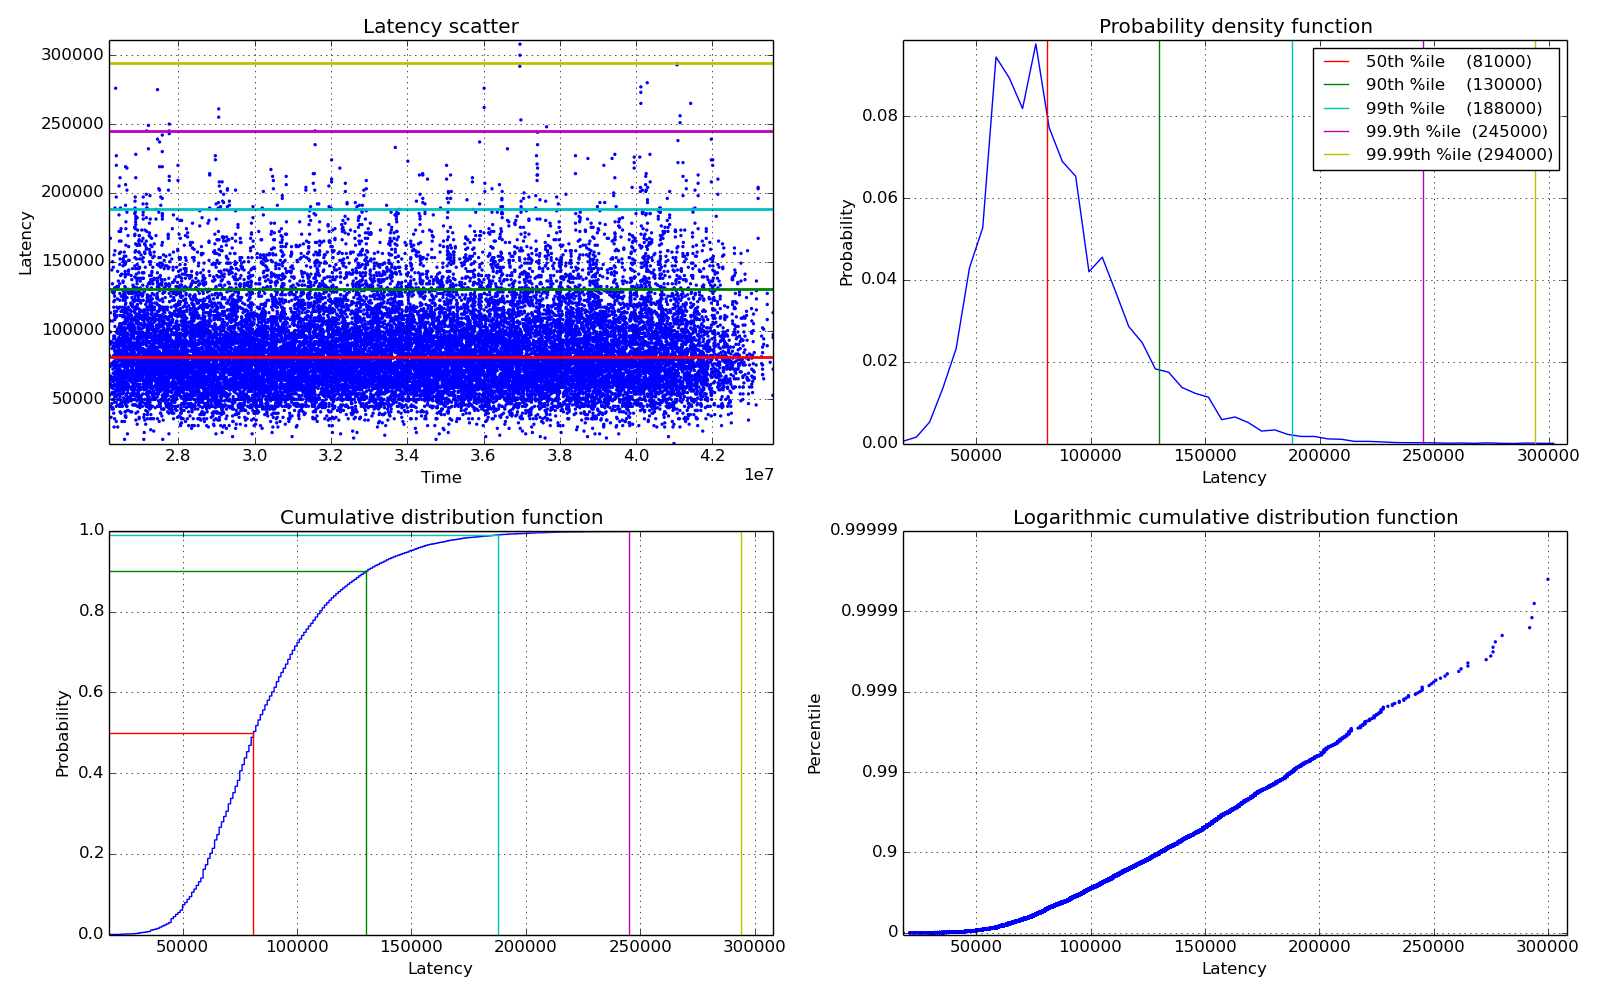 Latency scatter
300000
250000
200000
150000
100000
50000
Latency
2.8 3.0 3.2 3.4 3.6 3.8 4.0 4.2
1e7
Time
Probability density function
50th %ile (81000)
90th %ile (130000)
99th %ile (188000)
99.9th %ile (245000)
99.99th %ile (294000)
0.08
0.06
0.04
0.02
0.00
Probability
50000 100000 150000 200000 250000 300000
Latency
Cumulative distribution function
1.0
0.8
0.6
0.4
0.2
0.0
Probability
50000 100000 150000 200000 250000 300000
Latency
Logarithmic cumulative distribution function
0.99999
0.9999
0.999
0.99
0.9
0
Percentile
50000 100000 150000 200000 250000 300000
Latency